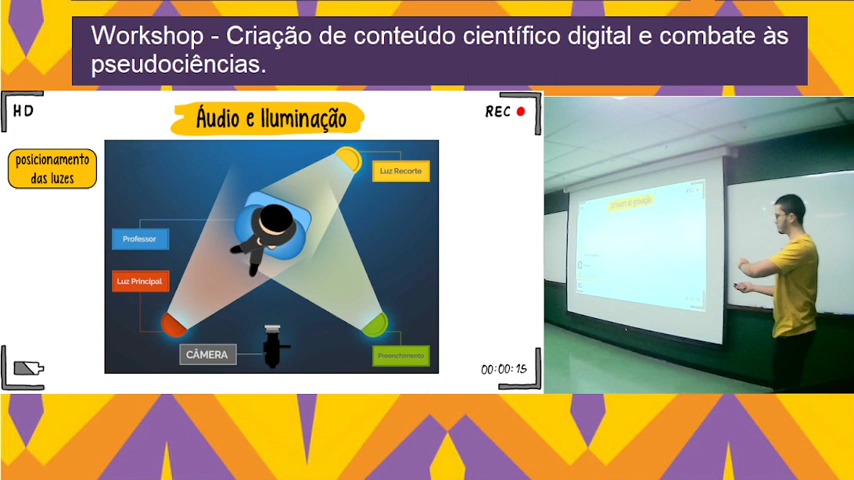 Workshop - Criação de conteúdo científico digital e combate às
pseudociências.
HD
Áudio e Iluminação
REC
posicionamento
das luzes
Luz Recorte
Professor
Luz Principal
CÂMERA
Preenchimento
00:00:15